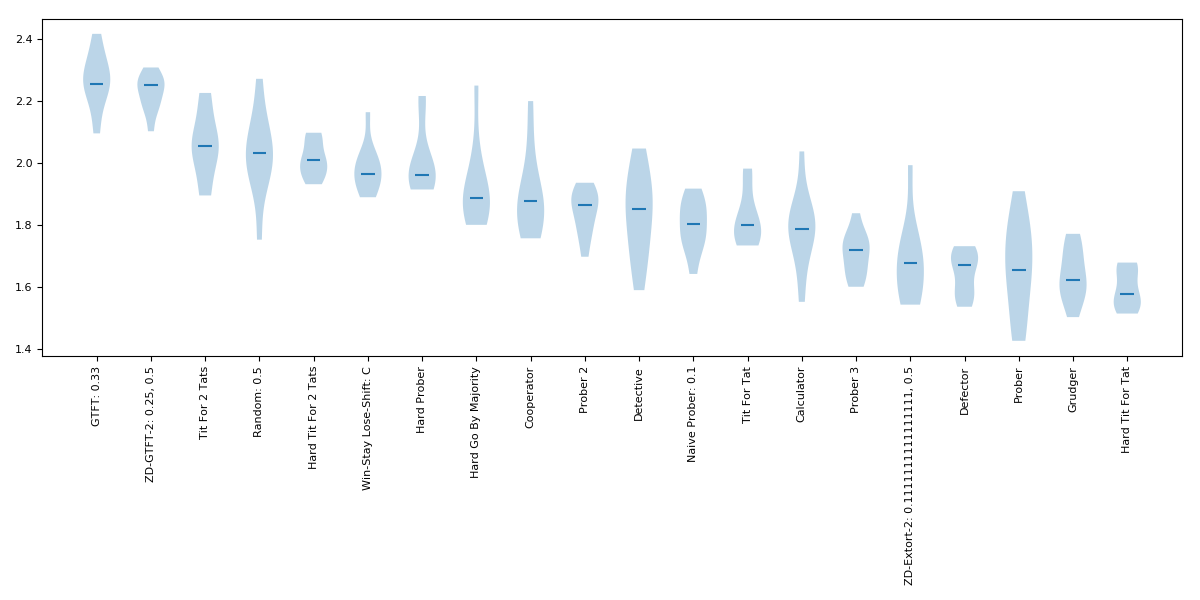 2.4
2.2
2.0
1.8
1.6
1.4
GTFT: 0.33
ZD-GTFT-2: 0.25, 0.5
Tit For 2 Tats
Random: 0.5
Hard Tit For 2 Tats
Win-Stay Lose-Shift: C
Hard Prober
Hard Go By Majority
Cooperator
Prober 2
Detective
Naive Prober: 0.1
Tit For Tat
Calculator
Prober 3
ZD-Extort-2: 0.1111111111111111, 0.5
Defector
Prober
Grudger
Hard Tit For Tat